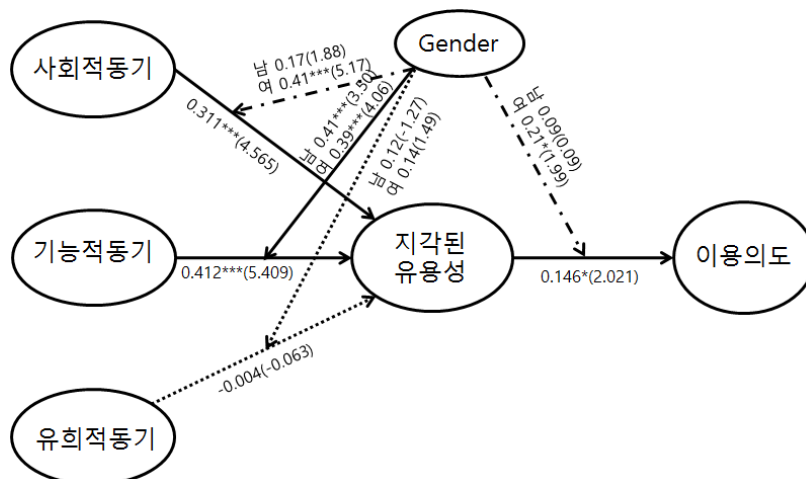 사회적동기
Gender
남 0.17(1.88)
여 0.41***(5.17)
0.311***(4.565)
남 0.41***(3.50)
여 0.39***(4.06)
남 0.12(-1.27)
여 0.14(1.49)
남 0.09(0.09)
여 0.21*(1.99)
기능적동기
0.412***(5.409)
지각된
유용성
0.146*(2.021)
이용의도
-0.004(-0.063)
유희적동기